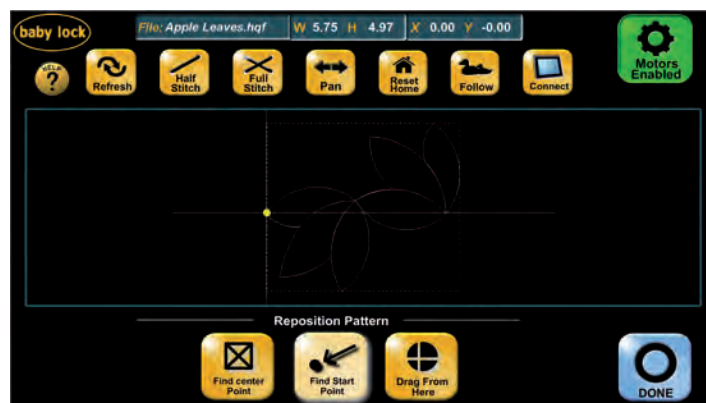 baby lock
File: Apple Leaves.hqf W 5.75 H 4.97 X 0.00 Y -0.00
Motors
Enabled
HELP
?
Refresh
Half
Stitch
Full
Stitch
Pan
Reset
Home
Follow
Connect
Reposition Pattern
Find center
Point
Find Start
Point
Drag From
Here
DONE